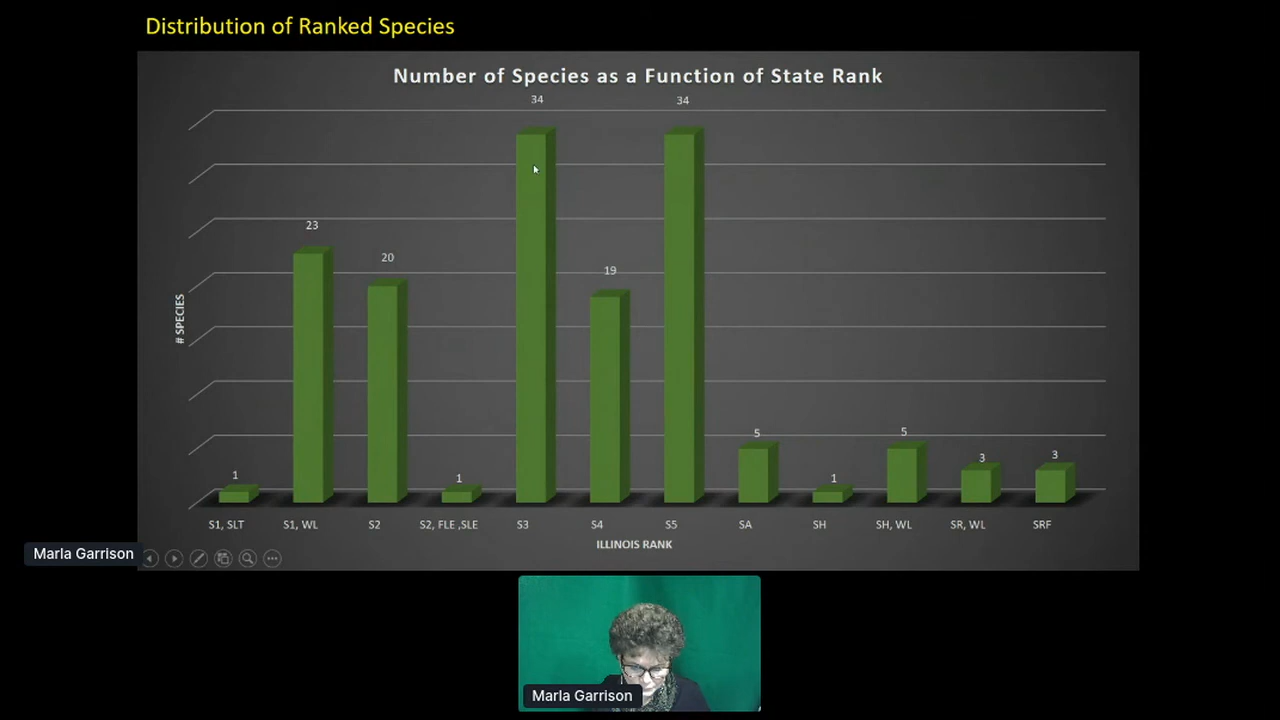 Distribution of Ranked Species
Number of Species as a Function of State Rank
34
34
23
20
19
# SPECIES
5
5
1
1
1
3
3
S1, SLT
S1, WL
S2
S2, FLE ,SLE
S3
S4
S5
SA
SH
SH, WL
SR, WL
SRF
ILLINOIS RANK
Marla Garrison
Marla Garrison